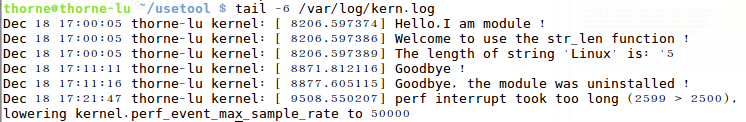 thorne@thorne-lu ~/usetool $ tail -6 /var/log/kern.log
Dec 18 17:00:05 thorne-lu kernel: [ 8206.597374] Hello.I am module !
Dec 18 17:00:05 thorne-lu kernel: [ 8206.597386] Welcome to use the str_len function !
Dec 18 17:00:05 thorne-lu kernel: [ 8206.597389] The length of string 'Linux' is: '5
Dec 18 17:11:11 thorne-lu kernel: [ 8871.812116] Goodbye !
Dec 18 17:11:16 thorne-lu kernel: [ 8877.605115] Goodbye. the module was uninstalled !
Dec 18 17:21:47 thorne-lu kernel: [ 9508.550207] perf interrupt took too long (2599 > 2500),
lowering kernel.perf_event_max_sample_rate to 50000